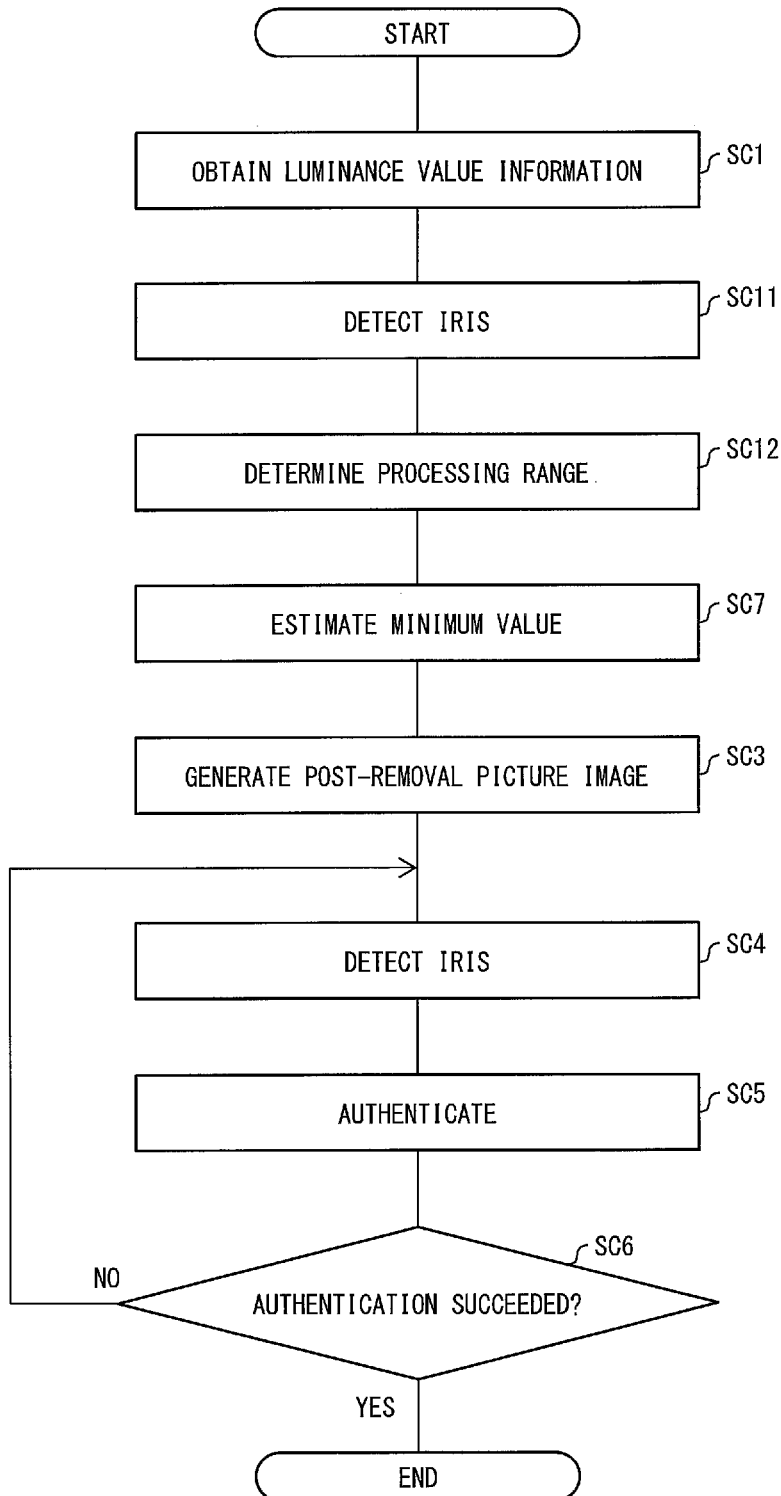 START
OBTAIN LUMINANCE VALUE INFORMATION
SC1
DETECT IRIS
SC11
DETERMINE PROCESSING RANGE
SC12
ESTIMATE MINIMUM VALUE
SC7
GENERATE POST-REMOVAL PICTURE IMAGE
SC3
DETECT IRIS
SC4
AUTHENTICATE
SC5
SC6
NO
AUTHENTICATION SUCCEEDED?
YES
END